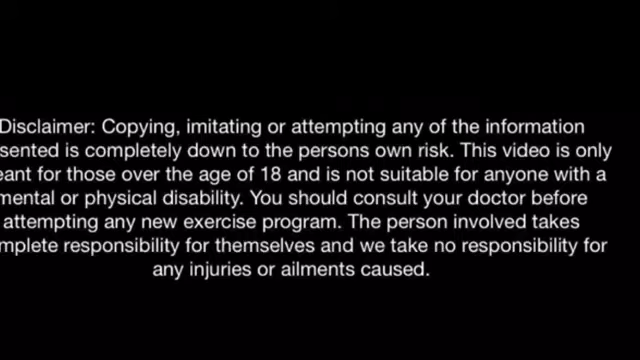 Disclaimer: Copying, imitating or attempting any of the information
sented is completely down to the persons own risk. This video is only
eant for those over the age of 18 and is not suitable for anyone with a
mental or physical disability. You should consult your doctor before
attempting any new exercise program. The person involved takes
mplete responsibility for themselves and we take no responsibility for
any injuries or ailments caused.